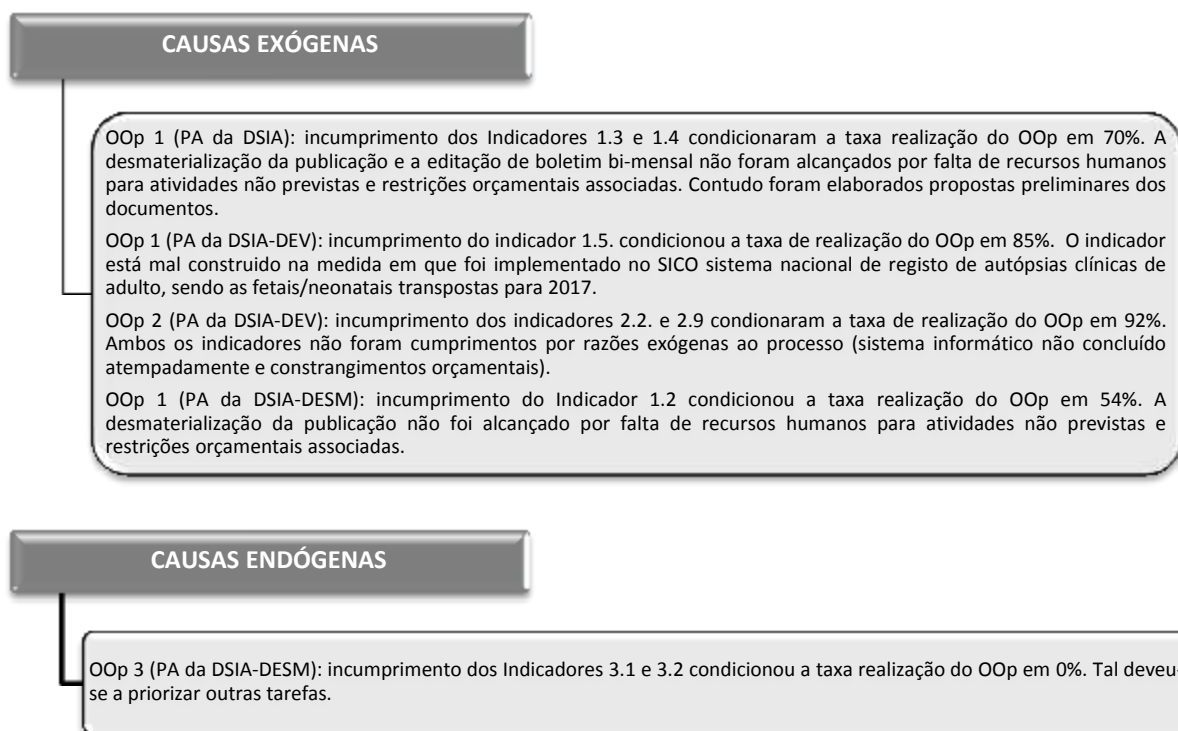 CAUSAS EXÓGENAS
OOp 1 (PA da DSIA): incumprimento dos Indicadores 1.3 e 1.4 condicionaram a taxa realização do OOp em 70%. A
desmaterialização da publicação e a editação de boletim bi-mensal não foram alcançados por falta de recursos humanos
para atividades não previstas e restrições orçamentais associadas. Contudo foram elaborados propostas preliminares dos
documentos.
OOp 1 (PA da DSIA-DEV): incumprimento do indicador 1.5. condicionou a taxa de realização do OOp em 85%. O indicador
está mal construido na medida em que foi implementado no SICO sistema nacional de registo de autópsias clínicas de
adulto, sendo as fetais/neonatais transpostas para 2017.
OOp 2 (PA da DSIA-DEV): incumprimento dos indicadores 2.2. e 2.9 condionaram a taxa de realização do OOp em 92%.
Ambos os indicadores não foram cumprimentos por razões exógenas ao processo (sistema informático não concluído
atempadamente e constrangimentos orçamentais).
OOp 1 (PA da DSIA-DESM): incumprimento do Indicador 1.2 condicionou a taxa realização do OOp em 54%. A
desmaterialização da publicação não foi alcançado por falta de recursos humanos para atividades não previstas e
restrições orçamentais associadas.
CAUSAS ENDÓGENAS
OOp 3 (PA da DSIA-DESM): incumprimento dos Indicadores 3.1 e 3.2 condicionou a taxa realização do OOp em 0%. Tal deveu-
se a priorizar outras tarefas.